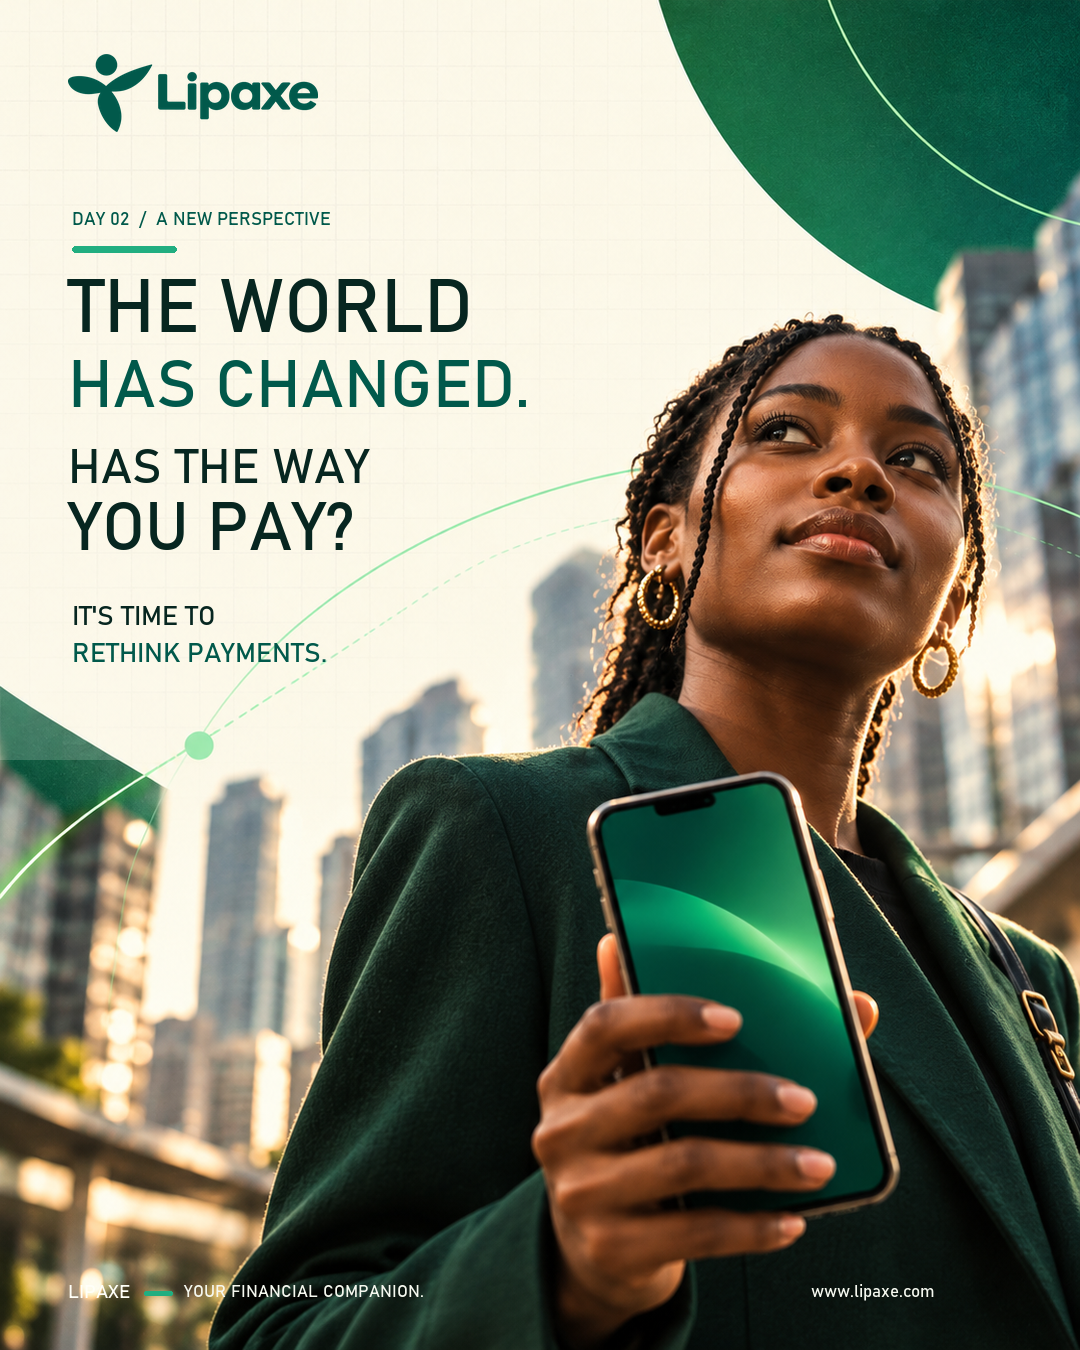 Lipaxe
DAY 02 / A NEW PERSPECTIVE
THE WORLD
HAS CHANGED.
HAS THE WAY
YOU PAY?
IT'S TIME TO
RETHINK PAYMENTS.
LIPAXE — YOUR FINANCIAL COMPANION.
www.lipaxe.com